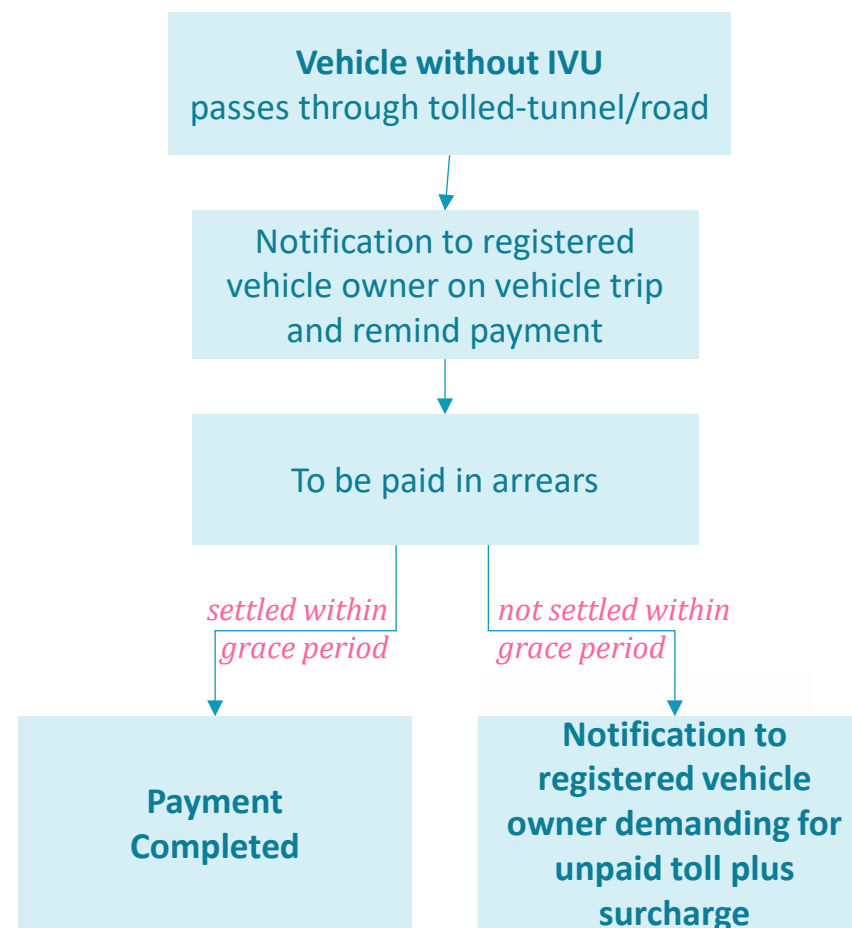 Vehicle without IVU
passes through tolled-tunnel/road
Notification to registered
vehicle owner on vehicle trip
and remind payment
To be paid in arrears
settled within
grace period
not settled within
grace period
Payment
Completed
Notification to
registered vehicle
owner demanding for
unpaid toll plus
surcharge